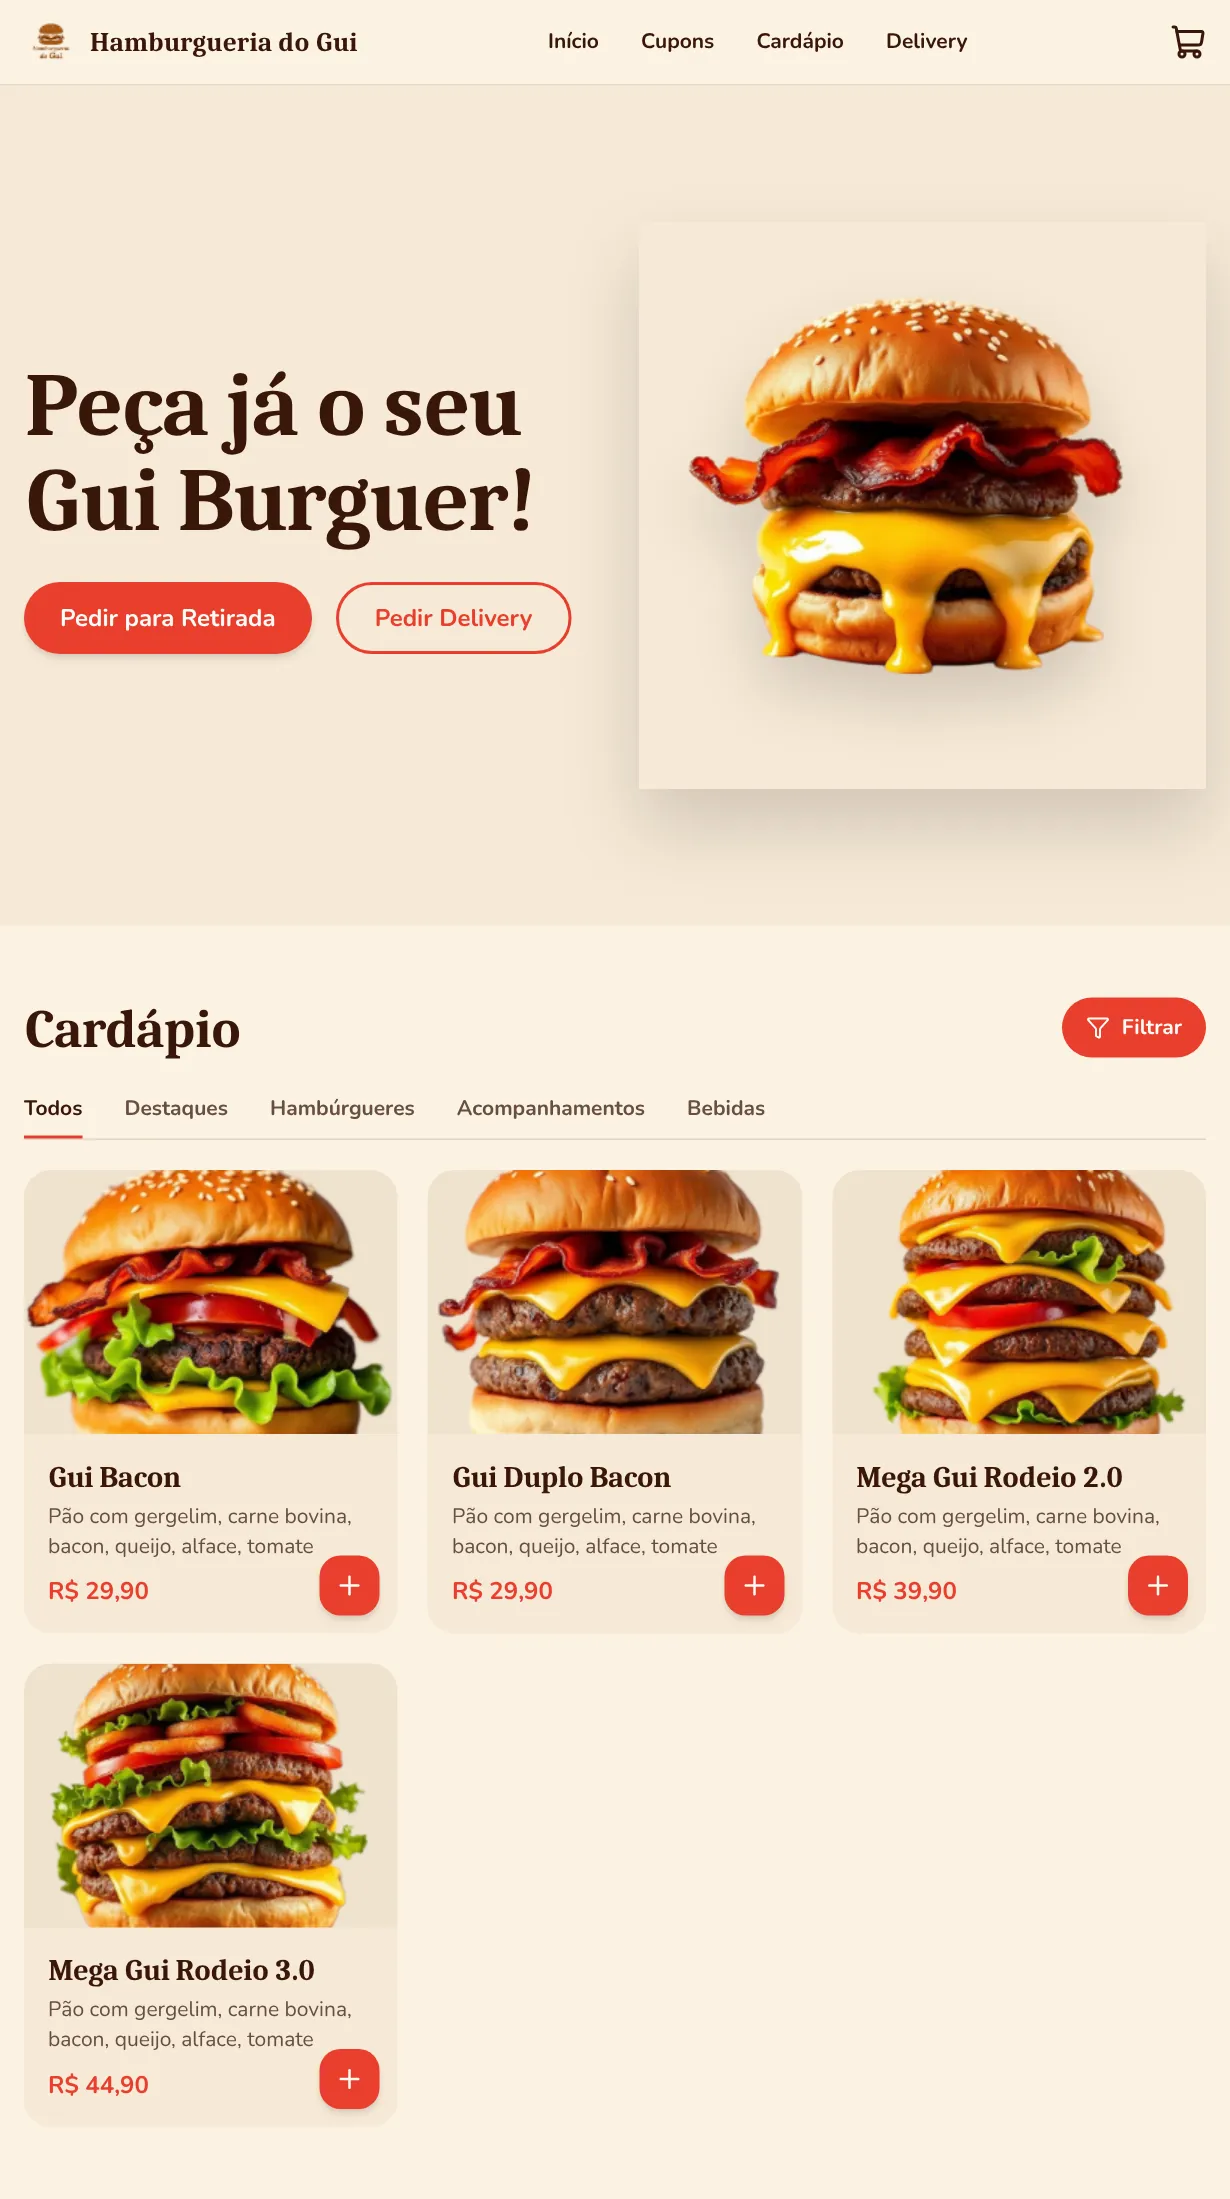 Hamburgueria do Gui
Início
Cupons
Cardápio
Delivery
Peça já o seu
Gui Burguer!
Pedir para Retirada
Pedir Delivery
Cardápio
Filtrar
Todos
Destaques
Hambúrgueres
Acompanhamentos
Bebidas
Gui Bacon
Pão com gergelim, carne bovina,
bacon, queijo, alface, tomate
R$ 29,90
Gui Duplo Bacon
Pão com gergelim, carne bovina,
bacon, queijo, alface, tomate
R$ 29,90
Mega Gui Rodeio 2.0
Pão com gergelim, carne bovina,
bacon, queijo, alface, tomate
R$ 39,90
Mega Gui Rodeio 3.0
Pão com gergelim, carne bovina,
bacon, queijo, alface, tomate
R$ 44,90